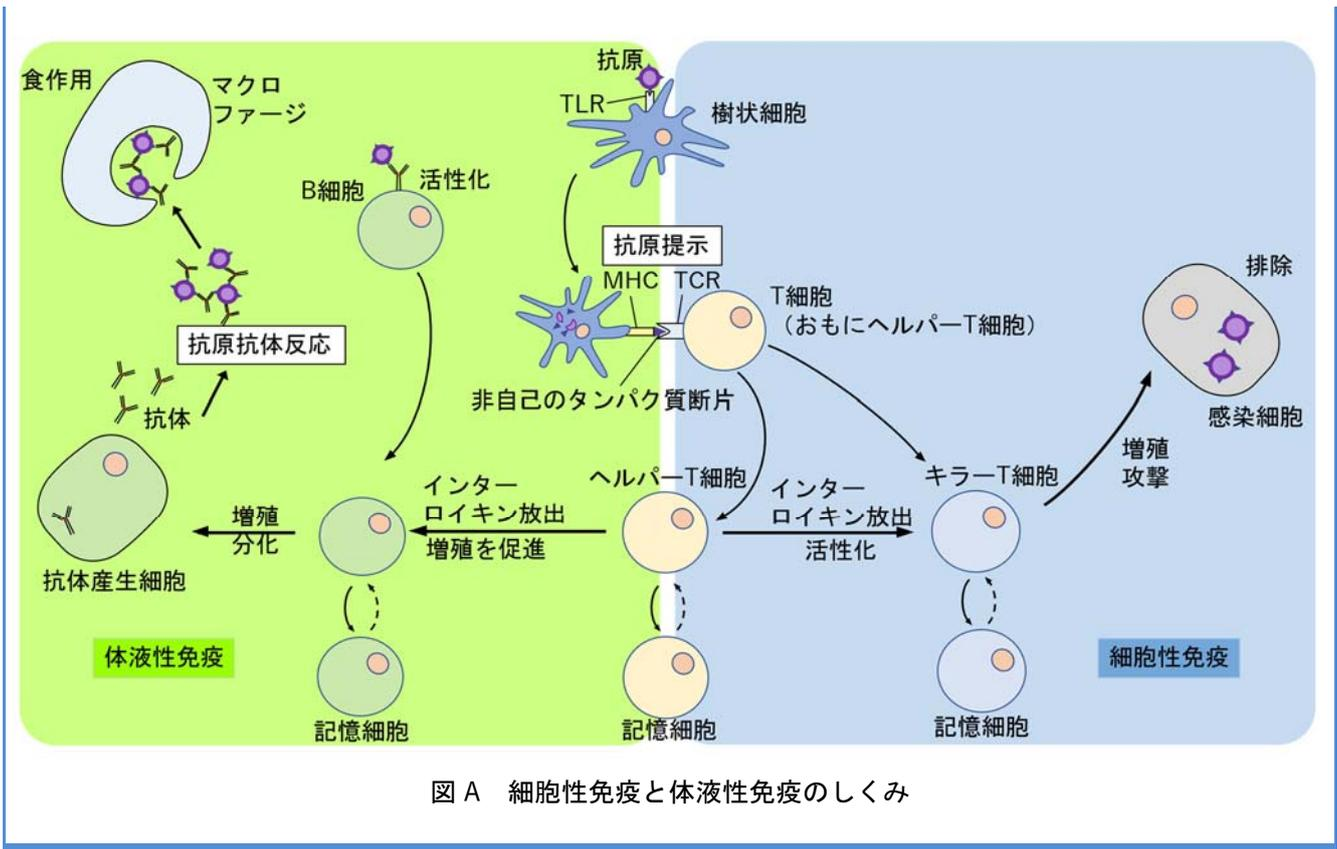 食作用
マクロ
ファージ
抗原
TLR
樹状細胞
B細胞
活性化
抗原提示
MHC
TCR
T細胞
（おもにヘルパーT細胞）
非自己のタンパク質断片
排除
感染細胞
増殖
攻撃
抗原抗体反応
抗体
抗体産生細胞
増殖
分化
インター
ロイキン放出
増殖を促進
ヘルパーT細胞
インター
ロイキン放出
活性化
キラーT細胞
体液性免疫
記憶細胞
記憶細胞
記憶細胞
細胞性免疫
図 A　細胞性免疫と体液性免疫のしくみ